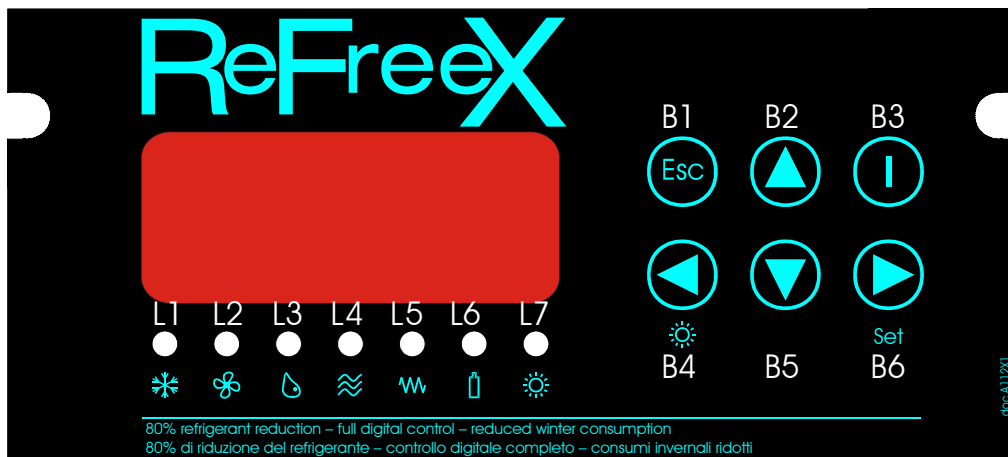 ReFreeX
B1 B2 B3
Esc
L1 L2 L3 L4 L5 L6 L7
Set
B4 B5 B6
80% refrigerant reduction – full digital control – reduced winter consumption
80% di riduzione del refrigerante – controllo digitale completo – consumi invernali ridotti
docA112X1